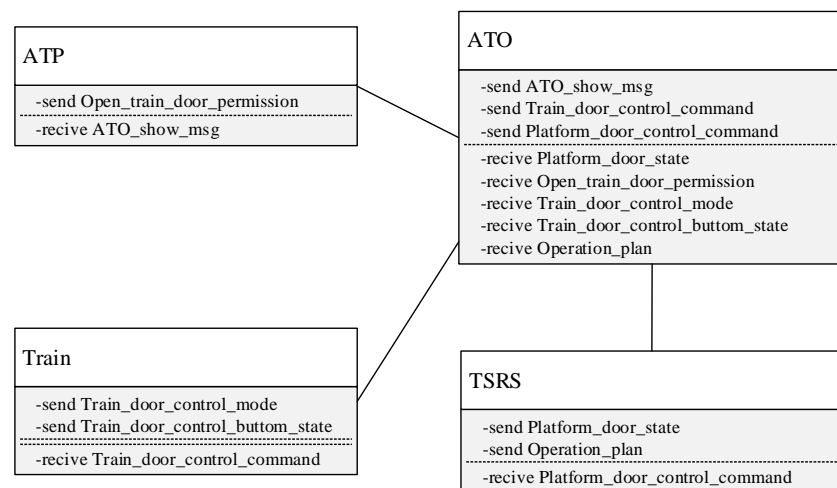 ATP
-send Open_train_door_permission
-recive ATO_show_msg
ATO
-send ATO_show_msg
-send Train_door_control_command
-send Platform_door_control_command
-recive Platform_door_state
-recive Open_train_door_permission
-recive Train_door_control_mode
-recive Train_door_control_buttom_state
-recive Operation_plan
Train
-send Train_door_control_mode
-send Train_door_control_buttom_state
-recive Train_door_control_command
TSRS
-send Platform_door_state
-send Operation_plan
-recive Platform_door_control_command